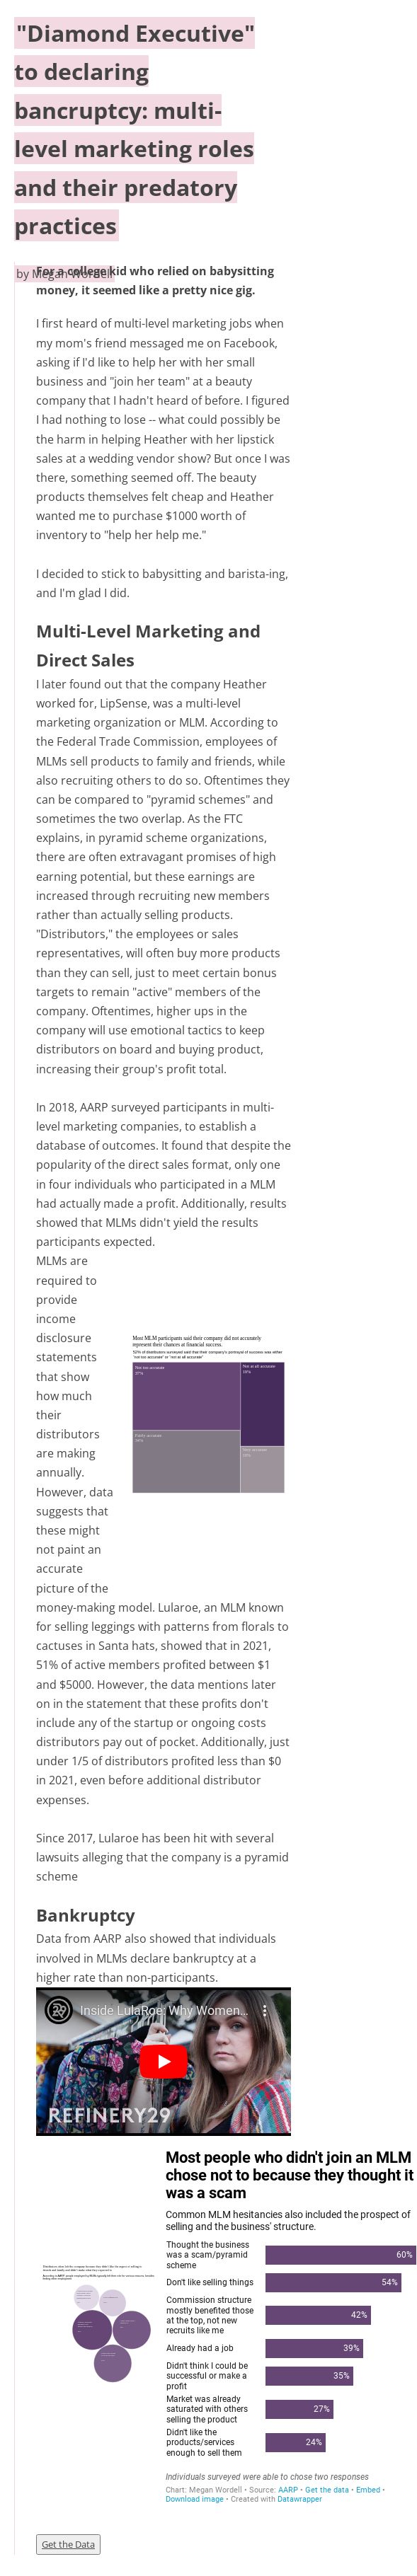 "Diamond Executive"
to declaring
bancruptcy: multi-
level marketing roles
and their predatory
practices
by Megan Wordell
For a college kid who relied on babysitting
money, it seemed like a pretty nice gig.
I first heard of multi-level marketing jobs when
my mom's friend messaged me on Facebook,
asking if I'd like to help her with her small
business and "join her team" at a beauty
company that I hadn't heard of before. I figured
I had nothing to lose -- what could possibly be
the harm in helping Heather with her lipstick
sales at a wedding vendor show? But once I was
there, something seemed off. The beauty
products themselves felt cheap and Heather
wanted me to purchase $1000 worth of
inventory to "help her help me."
I decided to stick to babysitting and barista-ing,
and I'm glad I did.
Multi-Level Marketing and
Direct Sales
I later found out that the company Heather
worked for, LipSense, was a multi-level
marketing organization or MLM. According to
the Federal Trade Commission, employees of
MLMs sell products to family and friends, while
also recruiting others to do so. Oftentimes they
can be compared to "pyramid schemes" and
sometimes the two overlap. As the FTC
explains, in pyramid scheme organizations,
there are often extravagant promises of high
earning potential, but these earnings are
increased through recruiting new members
rather than actually selling products.
"Distributors," the employees or sales
representatives, will often buy more products
than they can sell, just to meet certain bonus
targets to remain "active" members of the
company. Oftentimes, higher ups in the
company will use emotional tactics to keep
distributors on board and buying product,
increasing their group's profit total.
In 2018, AARP surveyed participants in multi-
level marketing companies, to establish a
database of outcomes. It found that despite the
popularity of the direct sales format, only one
in four individuals who participated in a MLM
had actually made a profit. Additionally, results
showed that MLMs didn't yield the results
participants expected.
MLMs are
required to
provide
income
disclosure
statements
that show
how much
their
distributors
are making
annually.
However, data
suggests that
these might
not paint an
accurate
picture of the
Most MLM participants said their company did not accurately
represent their chances at financial success.
52% of distributors surveyed said that their company's portrayal of success was either
"not too accurate" or "not at all accurate"
Not too accurate
Not at all accurate
Fairly accurate
money-making model. Lularoe, an MLM known
for selling leggings with patterns from florals to
cactuses in Santa hats, showed that in 2021,
51% of active members profited between $1
and $5000. However, the data mentions later
on in the statement that these profits don't
include any of the startup or ongoing costs
distributors pay out of pocket. Additionally, just
under 1/5 of distributors profited less than $0
in 2021, even before additional distributor
expenses.
Since 2017, Lularoe has been hit with several
lawsuits alleging that the company is a pyramid
scheme
Bankruptcy
Data from AARP also showed that individuals
involved in MLMs declare bankruptcy at a
higher rate than non-participants.
Inside LulaRoe: Why Women...
REFINERY29
Most people who didn't join an MLM
chose not to because they thought it
was a scam
Common MLM hesitancies also included the prospect of
selling and the business' structure.
Thought the business
was a scam/pyramid
scheme
60%
Don't like selling things
54%
Commission structure
mostly benefited those
at the top, not new
recruits like me
42%
Already had a job
39%
Didn't think I could be
successful or make a
profit
35%
Market was already
saturated with others
selling the product
27%
Didn't like the
products/services
enough to sell them
24%
Individuals surveyed were able to chose two responses
Chart: Megan Wordell • Source: AARP • Get the data • Embed •
Download image • Created with Datawrapper
Get the Data